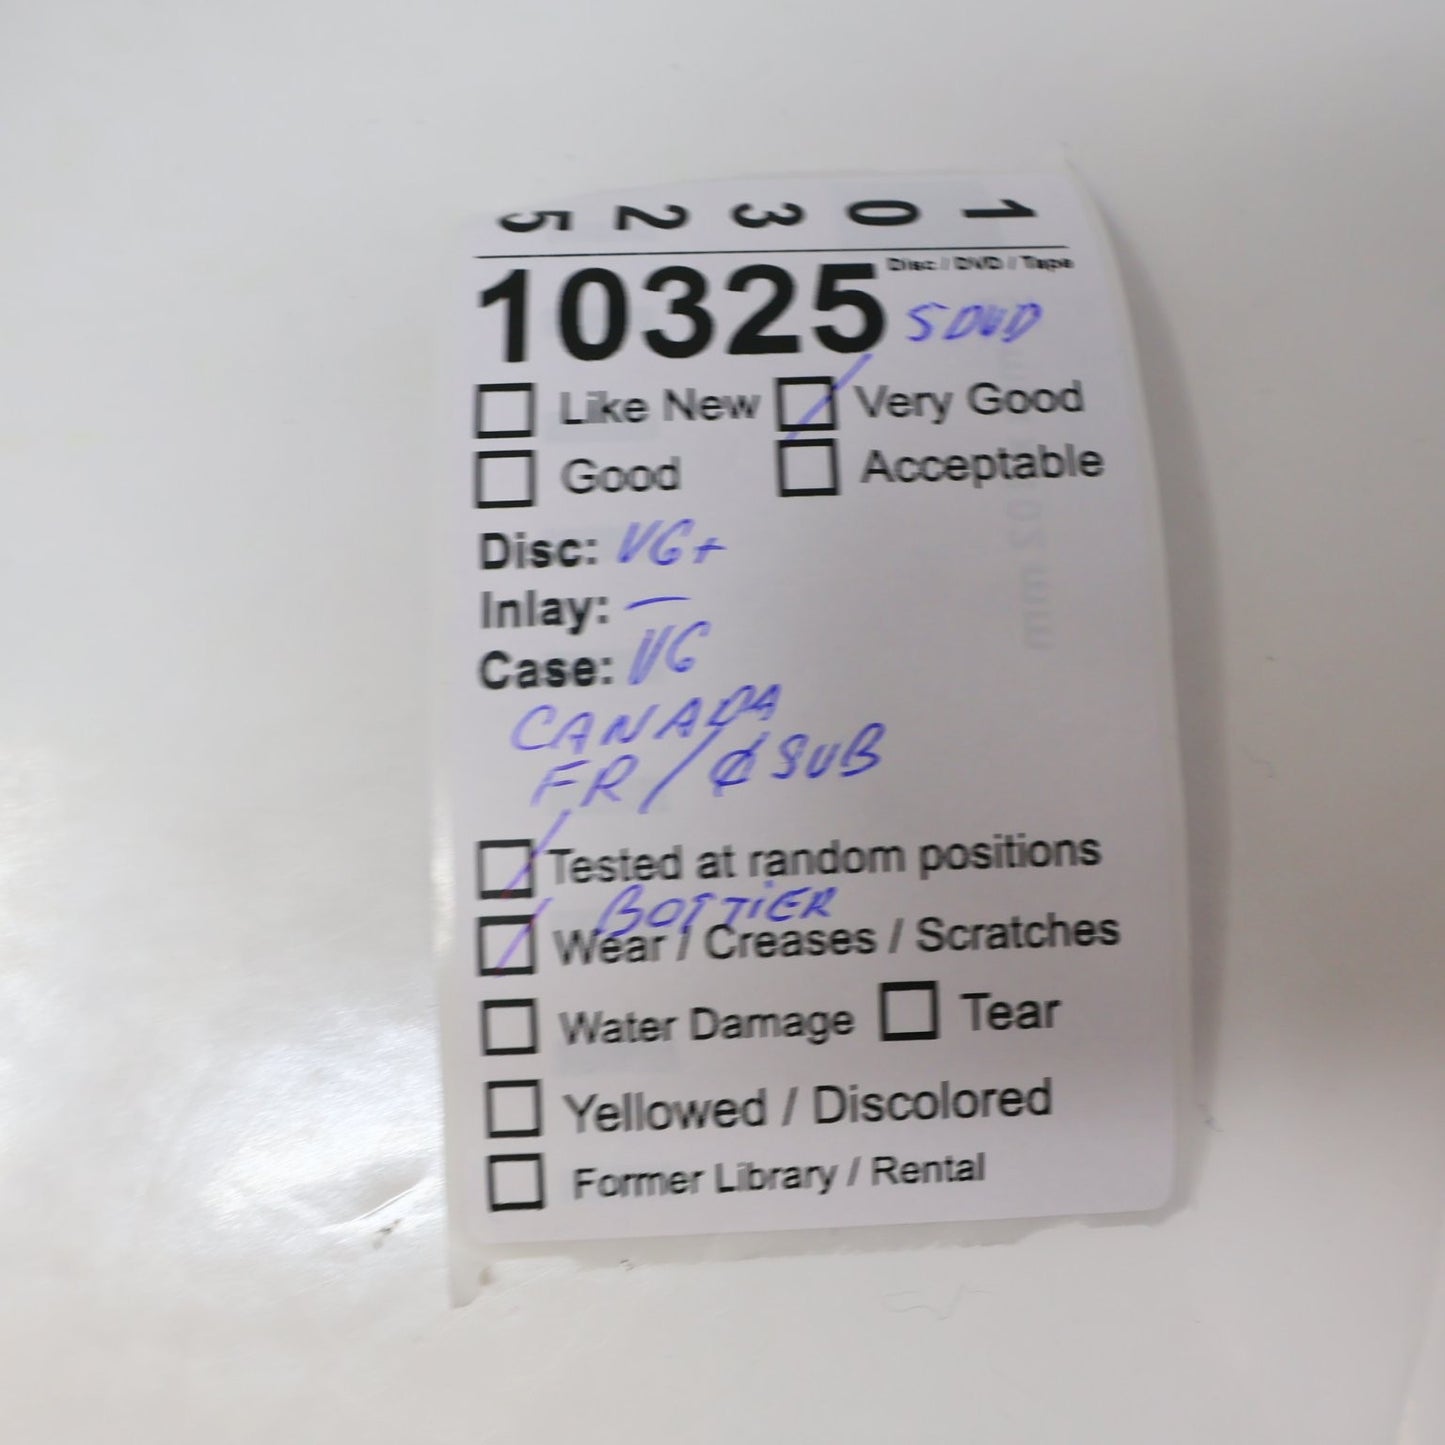 1 0 3 2 5
10325 Disc / DVD / Tape
5 DVD
Like New Very Good
Good Acceptable
Disc: VG+
Inlay: —
Case: VG
CANADA
FR / ₵ SUB
Tested at random positions
BOITIER
Wear / Creases / Scratches
Water Damage Tear
Yellowed / Discolored
Former Library / Rental